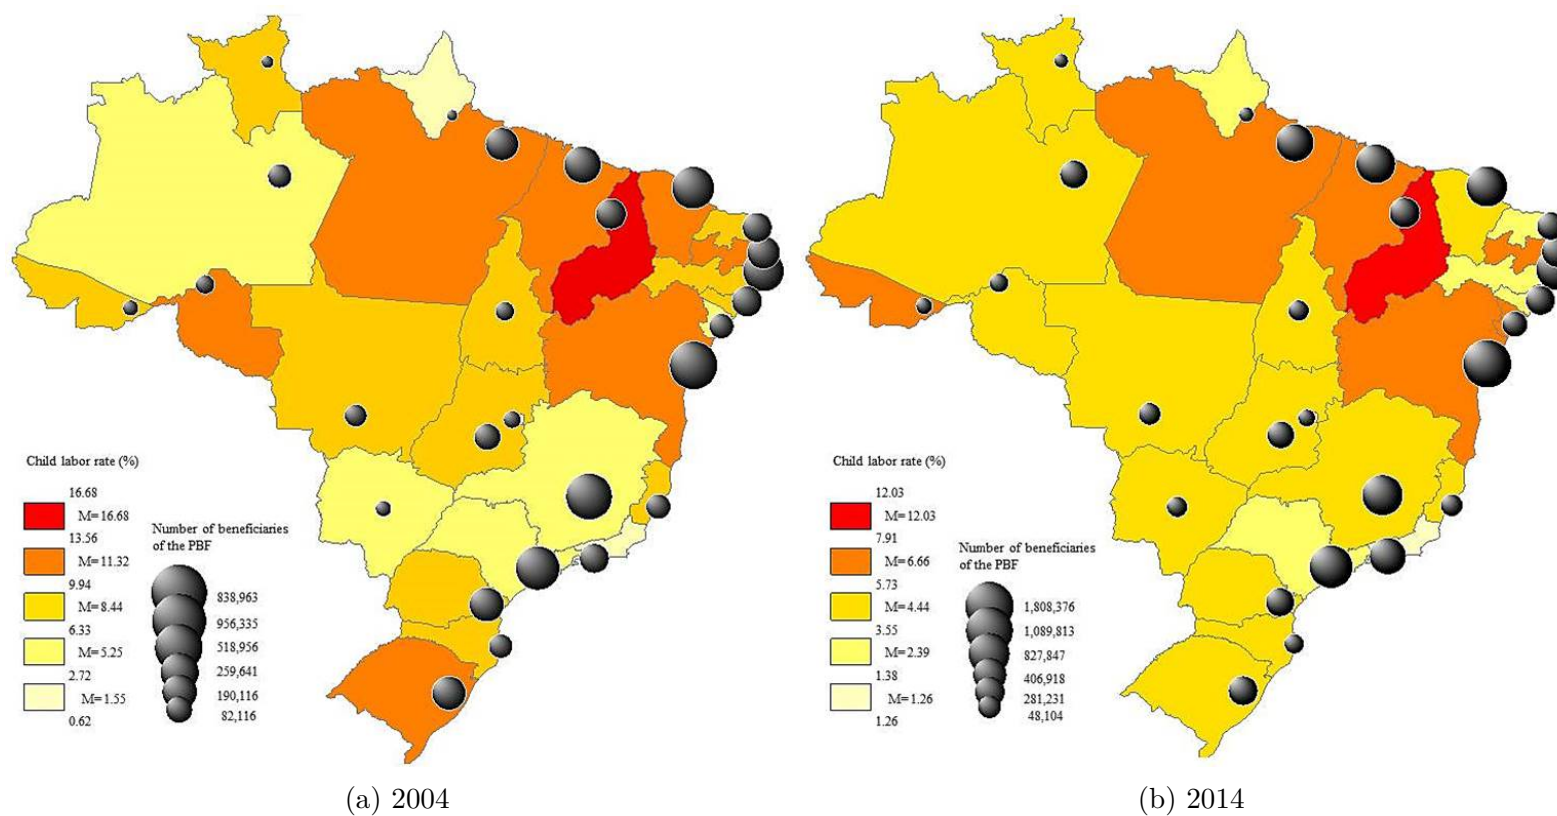 Child labor rate (%)
16.68
M=16.68
13.56
M=11.32
9.94
M=8.44
6.33
M=5.25
2.72
M=1.55
0.62
Number of beneficiaries
of the PBF
838,963
956,335
518,956
259,641
190,116
82,116
(a) 2004
Child labor rate (%)
12.03
M=12.03
7.91
M=6.66
5.73
M=4.44
3.55
M=2.39
1.38
M=1.26
1.26
Number of beneficiaries
of the PBF
1,808,376
1,089,813
827,847
406,918
281,231
48,104
(b) 2014